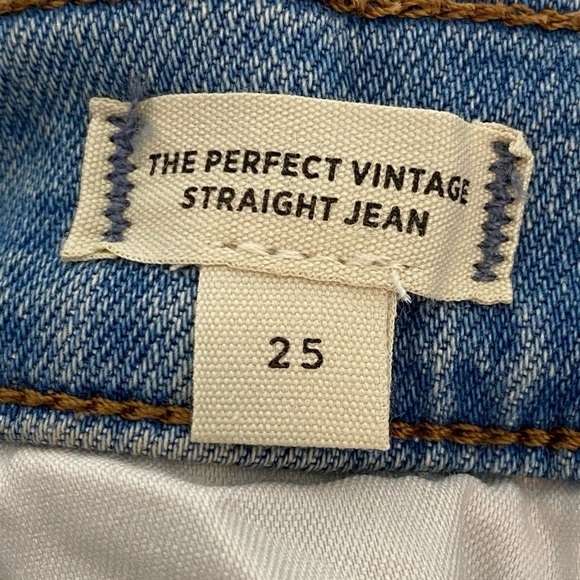 THE PERFECT VINTAGE
STRAIGHT JEAN
25